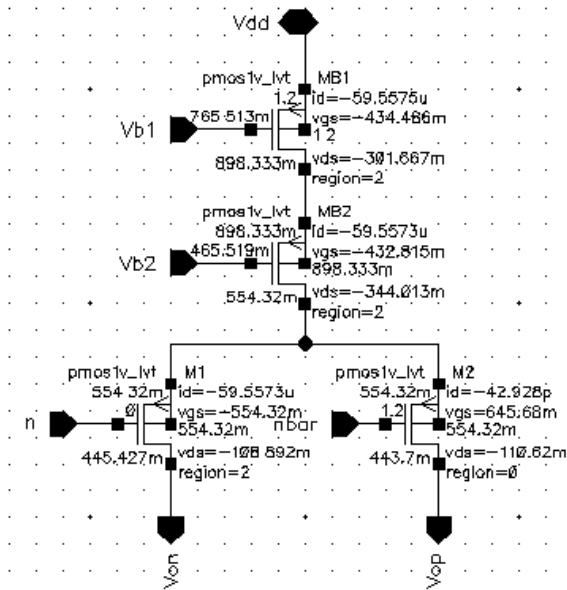 Vdd
pmos1v_lvt MB1
1.2 id=-59.5575u
765.513m vgs=-434.486m
Vb1 1.2
898.333m vds=-301.667m
region=2
pmos1v_lvt MB2
898.333m id=-59.5573u
465.519m vgs=-432.815m
Vb2 898.333m
554.32m vds=-344.013m
region=2
pmos1v_lvt M1 pmos1v_lvt M2
554.32m id=-59.5573u 554.32m id=-42.928p
0 vgs=-554.32m 1.2 vgs=645.68m
n 554.32m nbar 554.32m
445.427m vds=-108.892m 443.7m vds=-110.62m
region=2 region=0
Von Vop